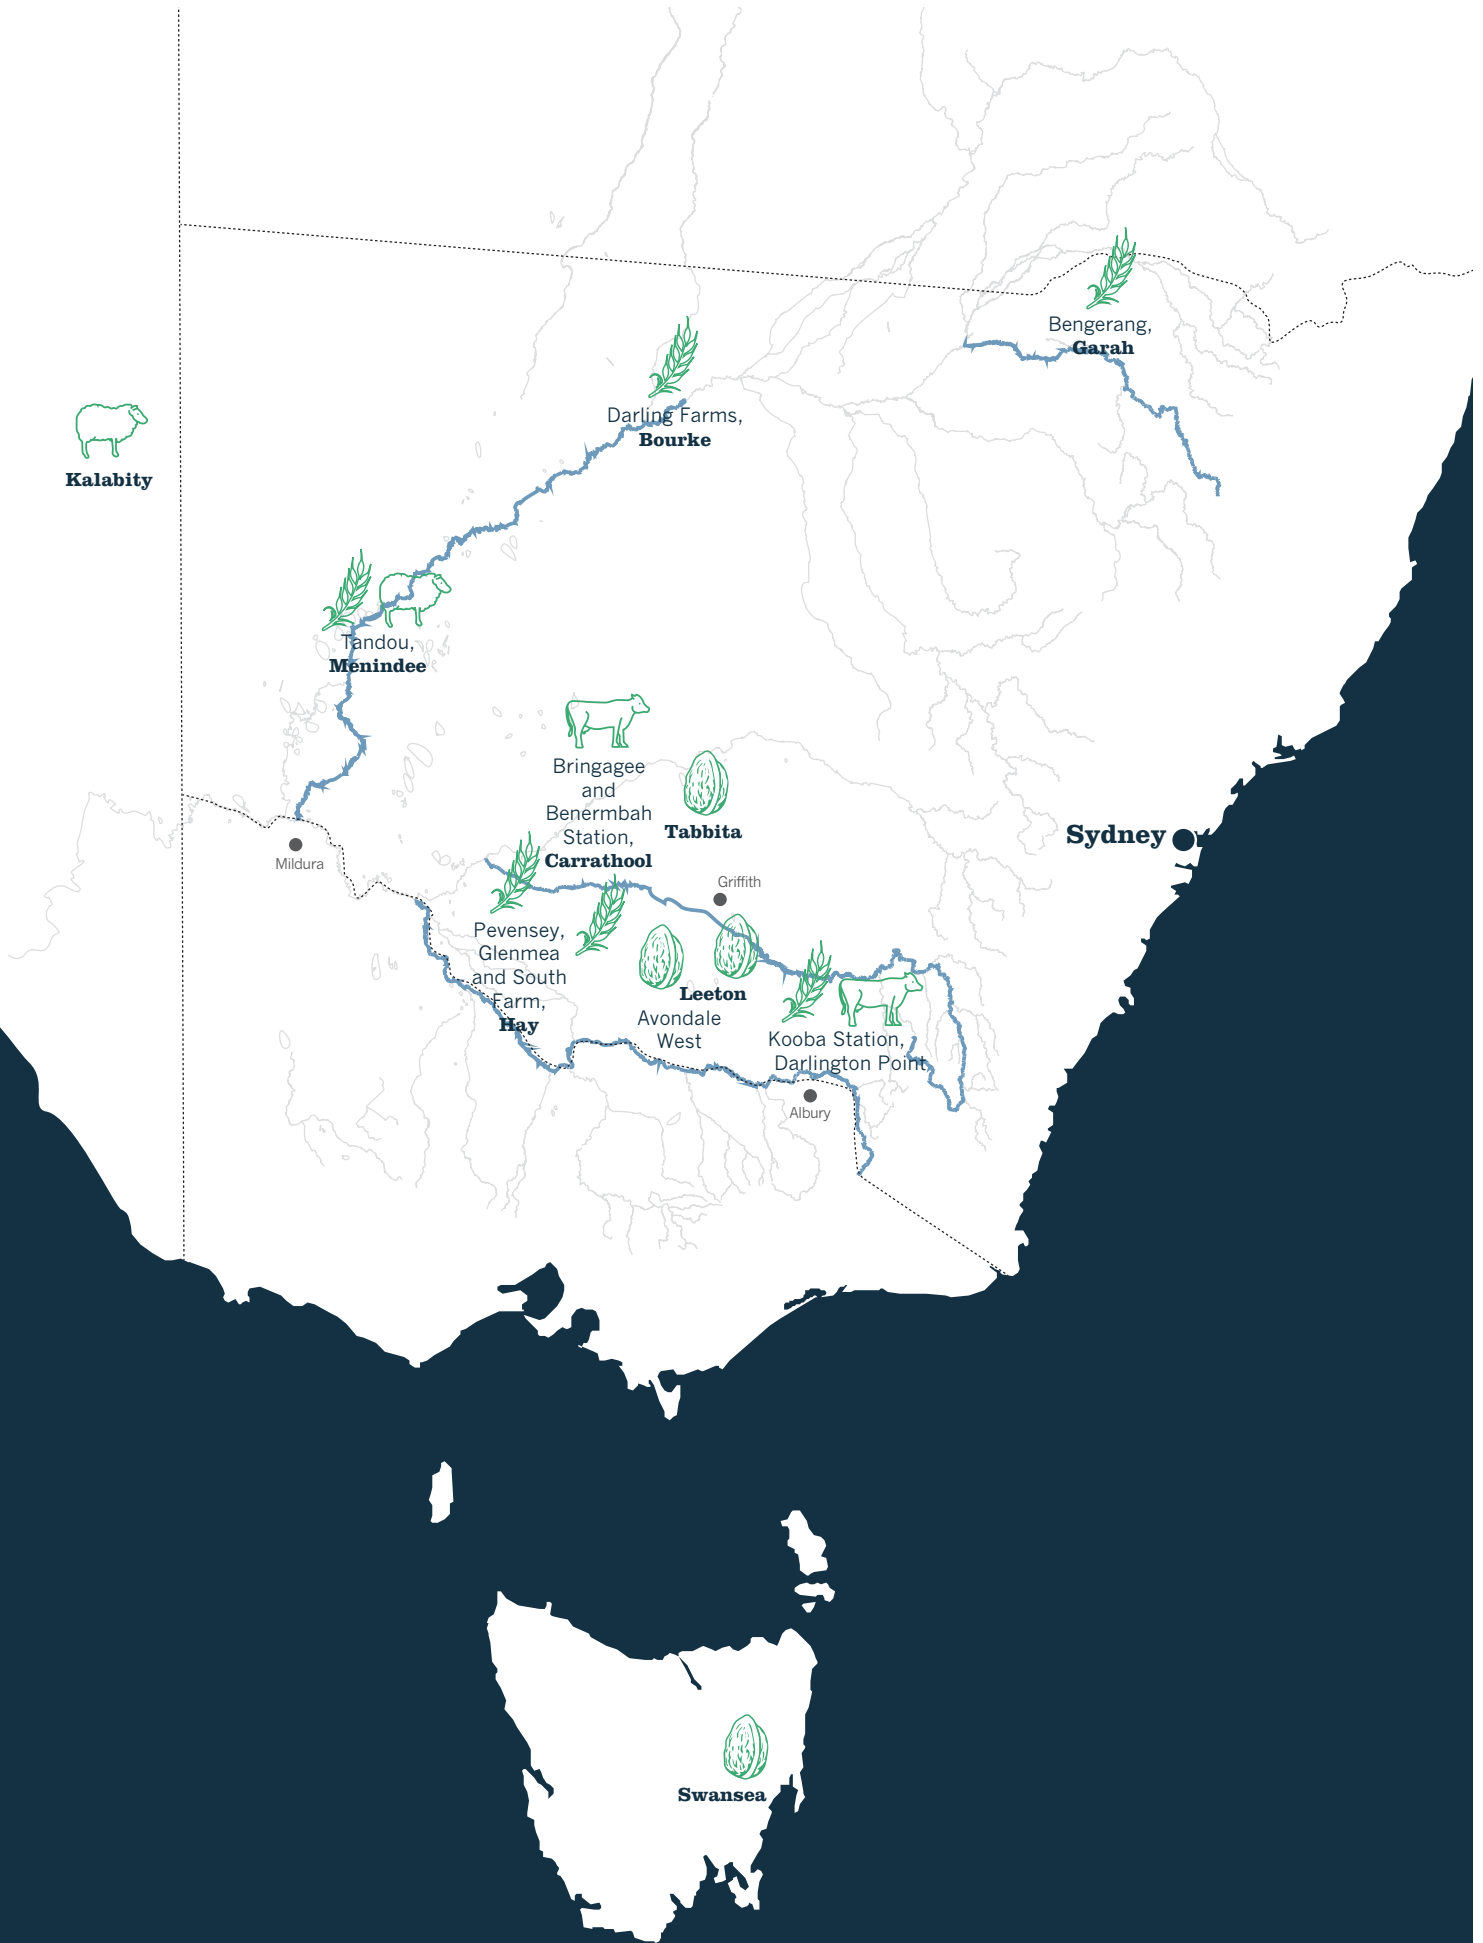 Bengerang,
Garah
Darling Farms,
Bourke
Kalabity
Tandou,
Menindee
Bringagee
and
Benermbah
Station,
Carrathool
Tabbita
Sydney
Mildura
Griffith
Pevensey,
Glenmea
and South
Farm,
Hay
Leeton
Avondale
West
Kooba Station,
Darlington Point
Albury
Swansea